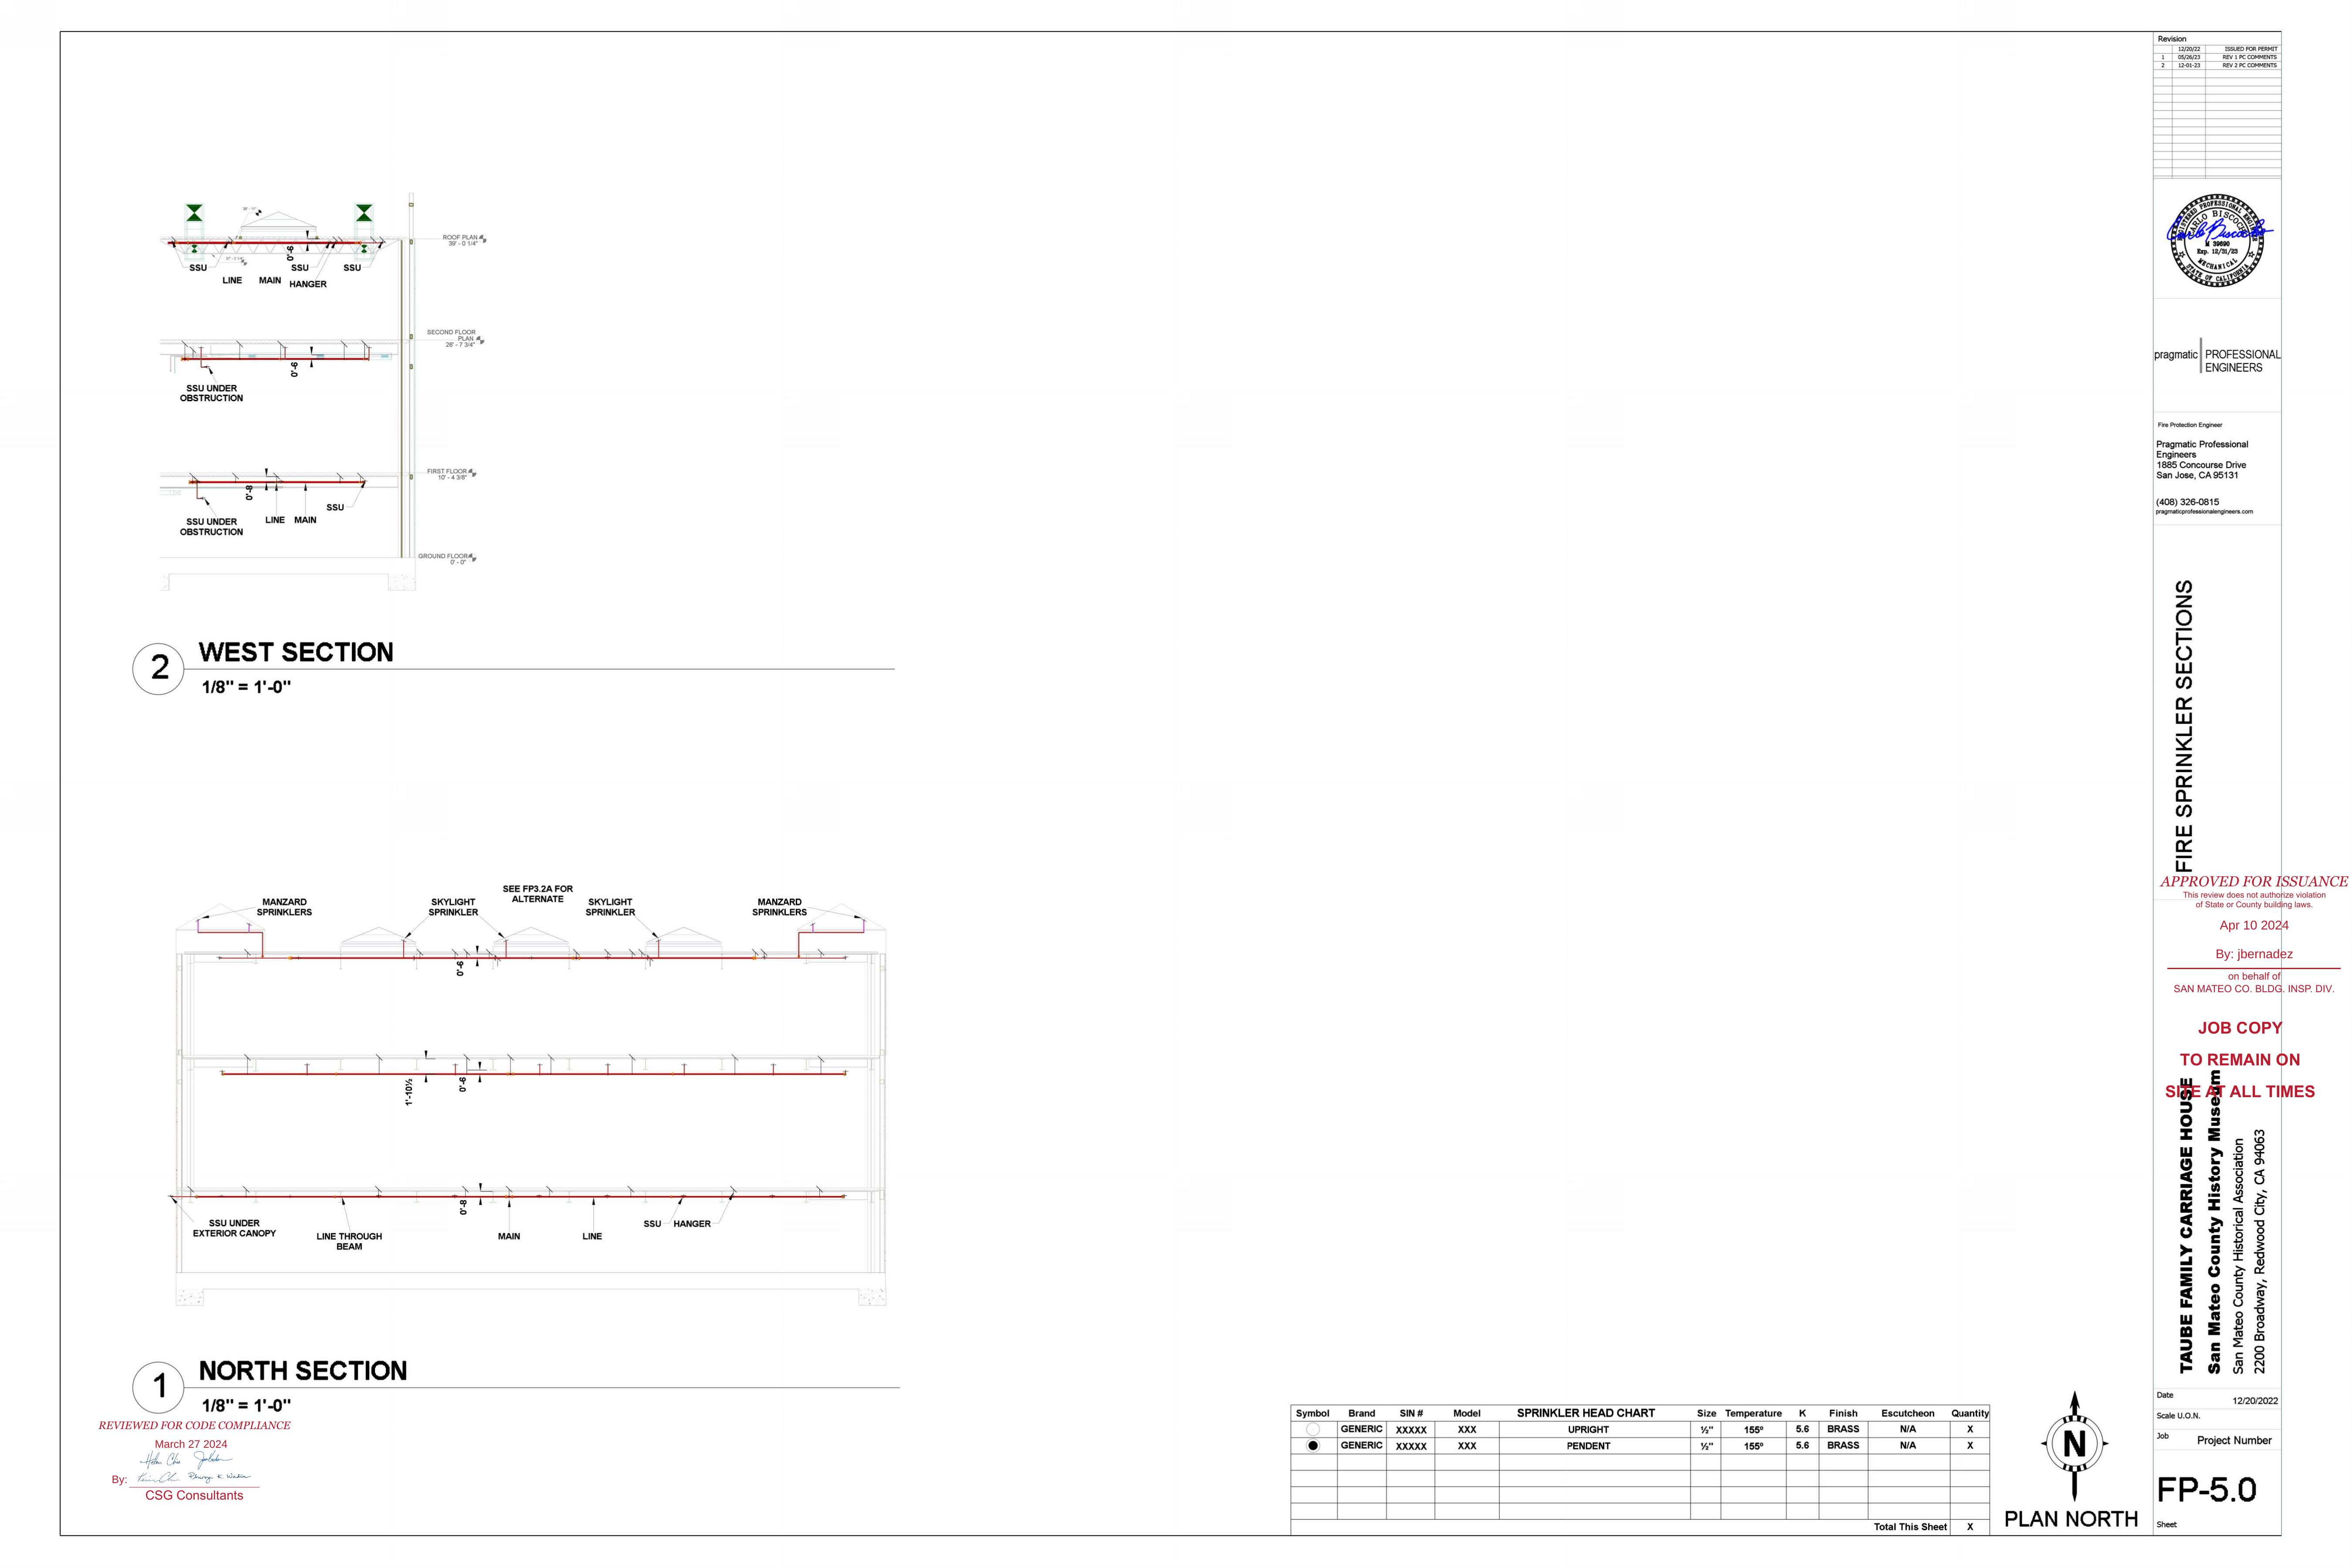 38' - 10"
ROOF PLAN
39' - 0 1/4"
0'-6
SSU
SSU
SSU
LINE
MAIN
HANGER
SECOND FLOOR
PLAN
26' - 7 3/4"
0'-6
SSU UNDER
OBSTRUCTION
FIRST FLOOR
10' - 4 3/8"
0'-8
SSU
SSU UNDER
OBSTRUCTION
LINE
MAIN
GROUND FLOOR
0' - 0"
2
WEST SECTION
1/8" = 1'-0"
MANZARD
SPRINKLERS
SKYLIGHT
SPRINKLER
SEE FP3.2A FOR
ALTERNATE
SKYLIGHT
SPRINKLER
MANZARD
SPRINKLERS
0'-6
1'-10½
0'-6
0'-8
SSU UNDER
EXTERIOR CANOPY
LINE THROUGH
BEAM
MAIN
LINE
SSU
HANGER
1
NORTH SECTION
1/8" = 1'-0"
REVIEWED FOR CODE COMPLIANCE
March 27 2024
By:
CSG Consultants
Symbol Brand SIN # Model SPRINKLER HEAD CHART Size Temperature K Finish Escutcheon Quantity
GENERIC XXXXX XXX UPRIGHT ½" 155º 5.6 BRASS N/A X
GENERIC XXXXX XXX PENDENT ½" 155º 5.6 BRASS N/A X
Total This Sheet X
N
PLAN NORTH
Revision
12/20/22 ISSUED FOR PERMIT
1 05/26/23 REV 1 PC COMMENTS
2 12-01-23 REV 2 PC COMMENTS
REGISTERED PROFESSIONAL ENGINEER
CARLO BISCOCHO
M 39690
Exp. 12/31/23
MECHANICAL
STATE OF CALIFORNIA
pragmatic PROFESSIONAL
ENGINEERS
Fire Protection Engineer
Pragmatic Professional
Engineers
1885 Concourse Drive
San Jose, CA 95131
(408) 326-0815
pragmaticprofessionalengineers.com
FIRE SPRINKLER SECTIONS
APPROVED FOR ISSUANCE
This review does not authorize violation
of State or County building laws.
Apr 10 2024
By: jbernadez
on behalf of
SAN MATEO CO. BLDG. INSP. DIV.
JOB COPY
TO REMAIN ON
SITE AT ALL TIMES
TAUBE FAMILY CARRIAGE HOUSE
San Mateo County History Museum
San Mateo County Historical Association
2200 Broadway, Redwood City, CA 94063
Date
12/20/2022
Scale U.O.N.
Job
Project Number
FP-5.0
Sheet